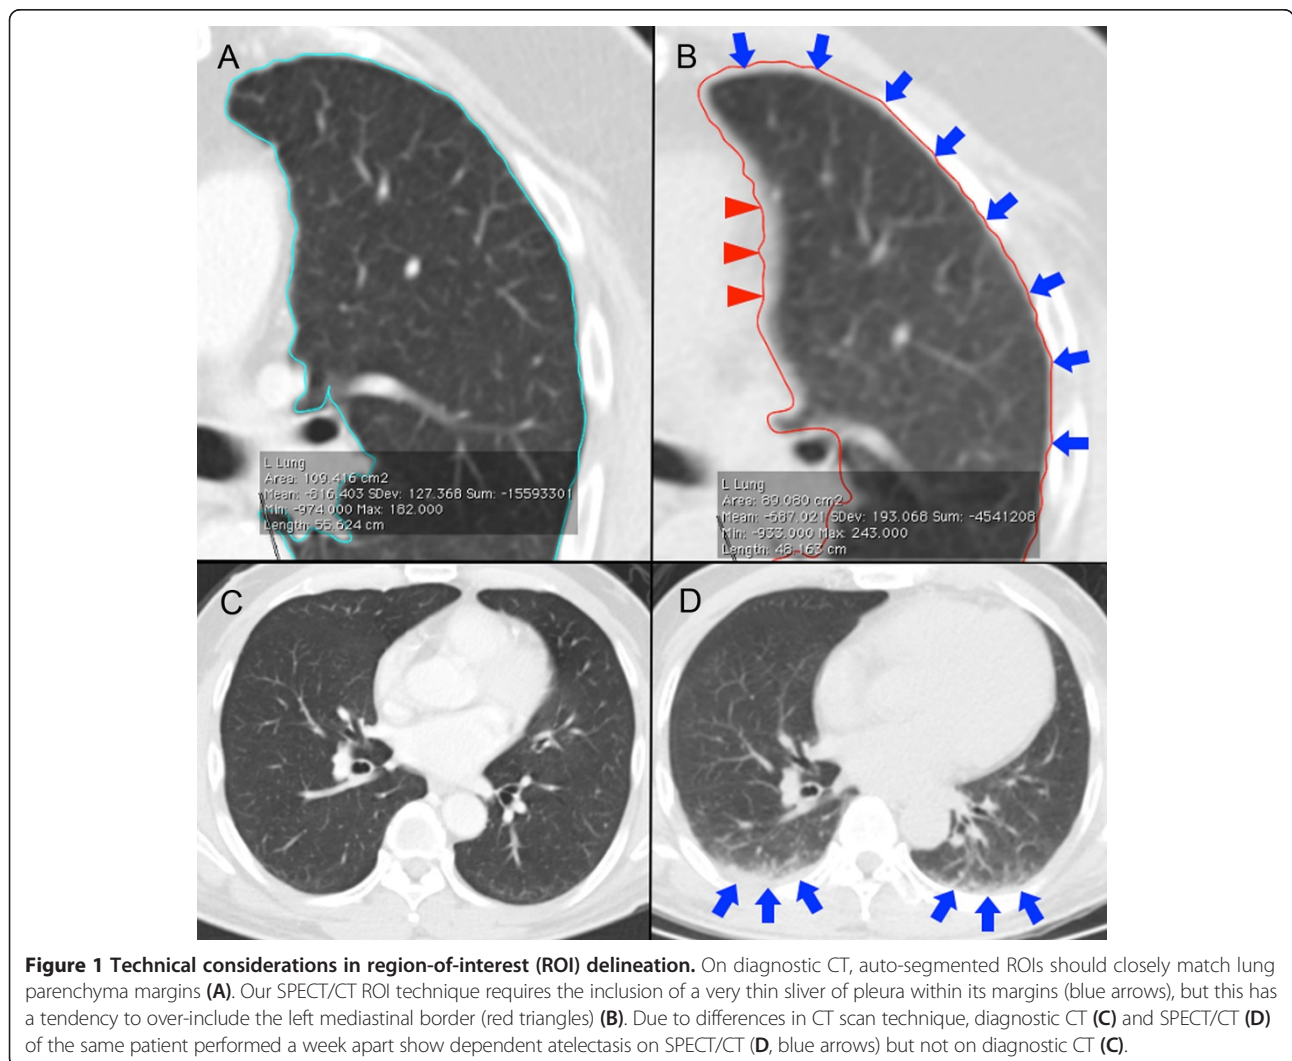 A
B
L Lung
Area: 109.416 cm2
Mean: -816.403 SDev: 127.368 Sum: -15593301
Min: -974.000 Max: 182.000
Length: 55.624 cm
L Lung
Area: 89.080 cm2
Mean: -687.021 SDev: 193.068 Sum: -4541208
Min: -933.000 Max: 243.000
Length: 48.163 cm
C
D
Figure 1 Technical considerations in region-of-interest (ROI) delineation. On diagnostic CT, auto-segmented ROIs should closely match lung
parenchyma margins (A). Our SPECT/CT ROI technique requires the inclusion of a very thin sliver of pleura within its margins (blue arrows), but this has
a tendency to over-include the left mediastinal border (red triangles) (B). Due to differences in CT scan technique, diagnostic CT (C) and SPECT/CT (D)
of the same patient performed a week apart show dependent atelectasis on SPECT/CT (D, blue arrows) but not on diagnostic CT (C).